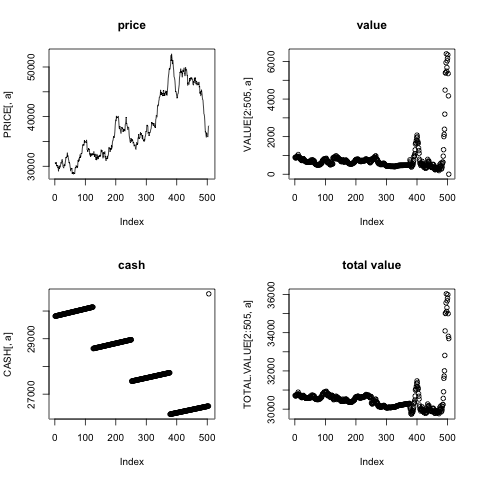 price
PRICE[, a]
30000 40000 50000
0 100 200 300 400 500
Index
value
VALUE[2:505, a]
0 2000 4000 6000
0 100 200 300 400 500
Index
cash
CASH[, a]
27000 29000
0 100 200 300 400 500
Index
total value
TOTAL.VALUE[2:505, a]
30000 32000 34000 36000
0 100 200 300 400 500
Index